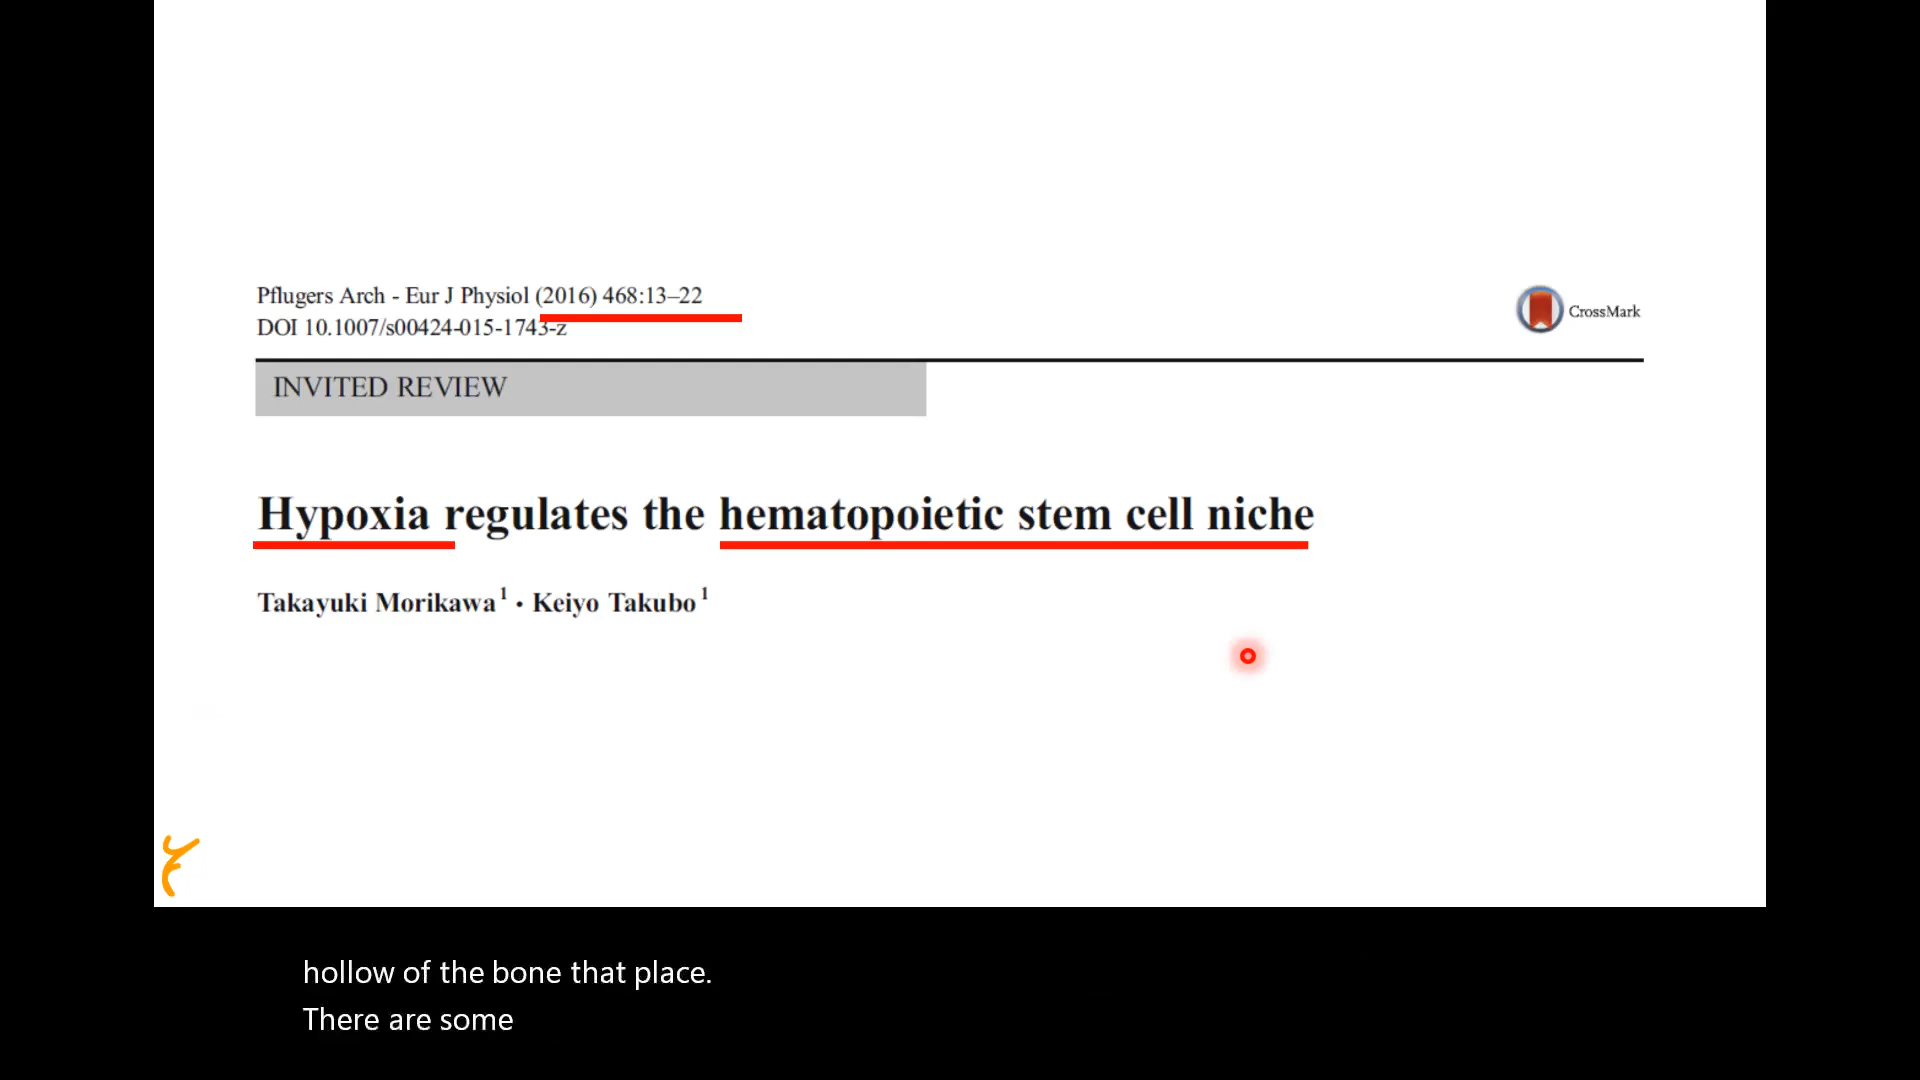 Pflugers Arch - Eur J Physiol (2016) 468:13–22
DOI 10.1007/s00424-015-1743-z
CrossMark
INVITED REVIEW
Hypoxia regulates the hematopoietic stem cell niche
Takayuki Morikawa1 • Keiyo Takubo1
hollow of the bone that place.
There are some